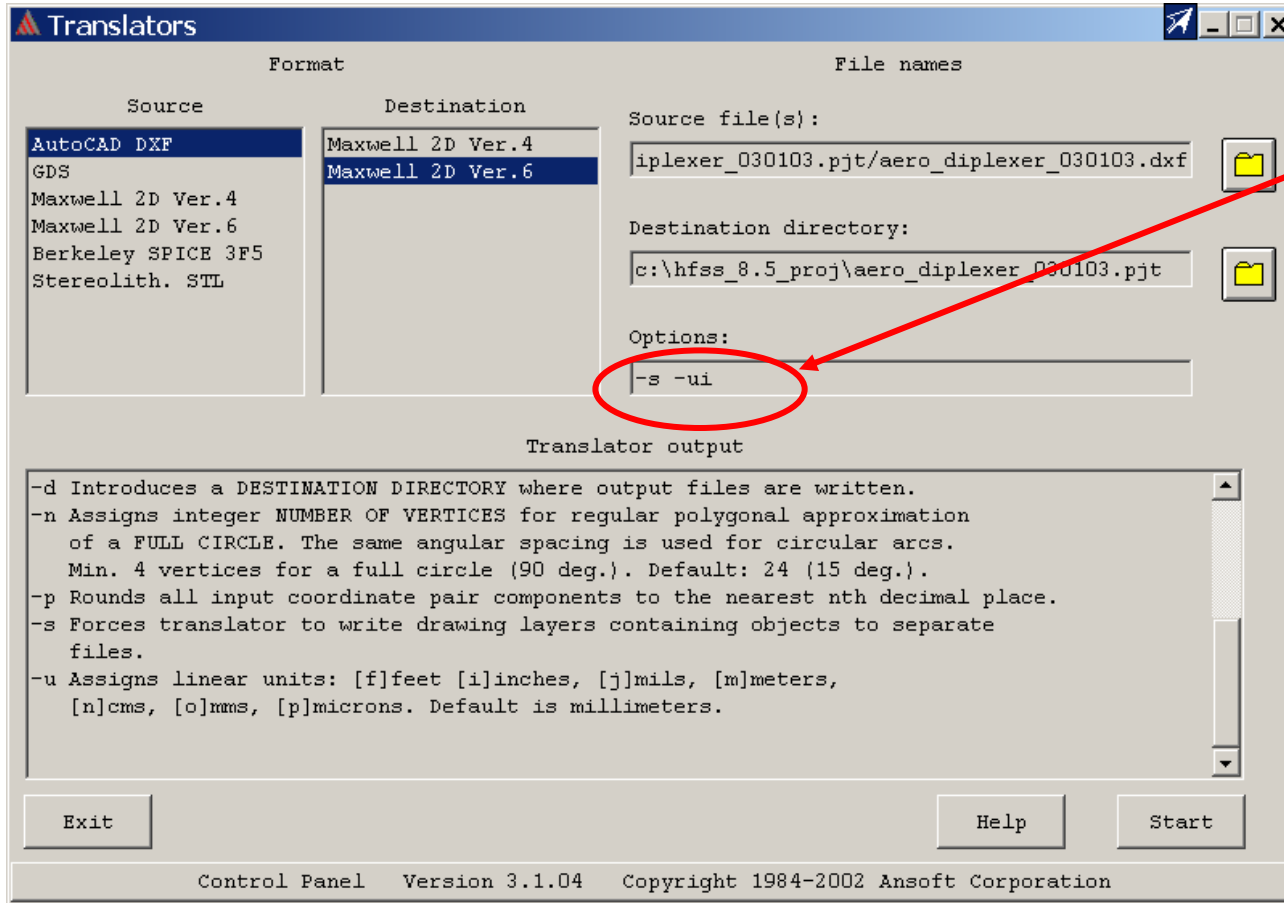 Translators
Format
File names
Source
Destination
AutoCAD DXF
GDS
Maxwell 2D Ver.4
Maxwell 2D Ver.6
Berkeley SPICE 3F5
Stereolith. STL
Maxwell 2D Ver.4
Maxwell 2D Ver.6
Source file(s):
iplexer_030103.pjt/aero_diplexer_030103.dxf
Destination directory:
c:\hfss_8.5_proj\aero_diplexer_030103.pjt
Options:
-s -ui
Translator output
-d Introduces a DESTINATION DIRECTORY where output files are written.
-n Assigns integer NUMBER OF VERTICES for regular polygonal approximation
of a FULL CIRCLE. The same angular spacing is used for circular arcs.
Min. 4 vertices for a full circle (90 deg.). Default: 24 (15 deg.).
-p Rounds all input coordinate pair components to the nearest nth decimal place.
-s Forces translator to write drawing layers containing objects to separate
files.
-u Assigns linear units: [f]feet [i]inches, [j]mils, [m]meters,
[n]cms, [o]mms, [p]microns. Default is millimeters.
Exit
Help
Start
Control Panel Version 3.1.04 Copyright 1984-2002 Ansoft Corporation